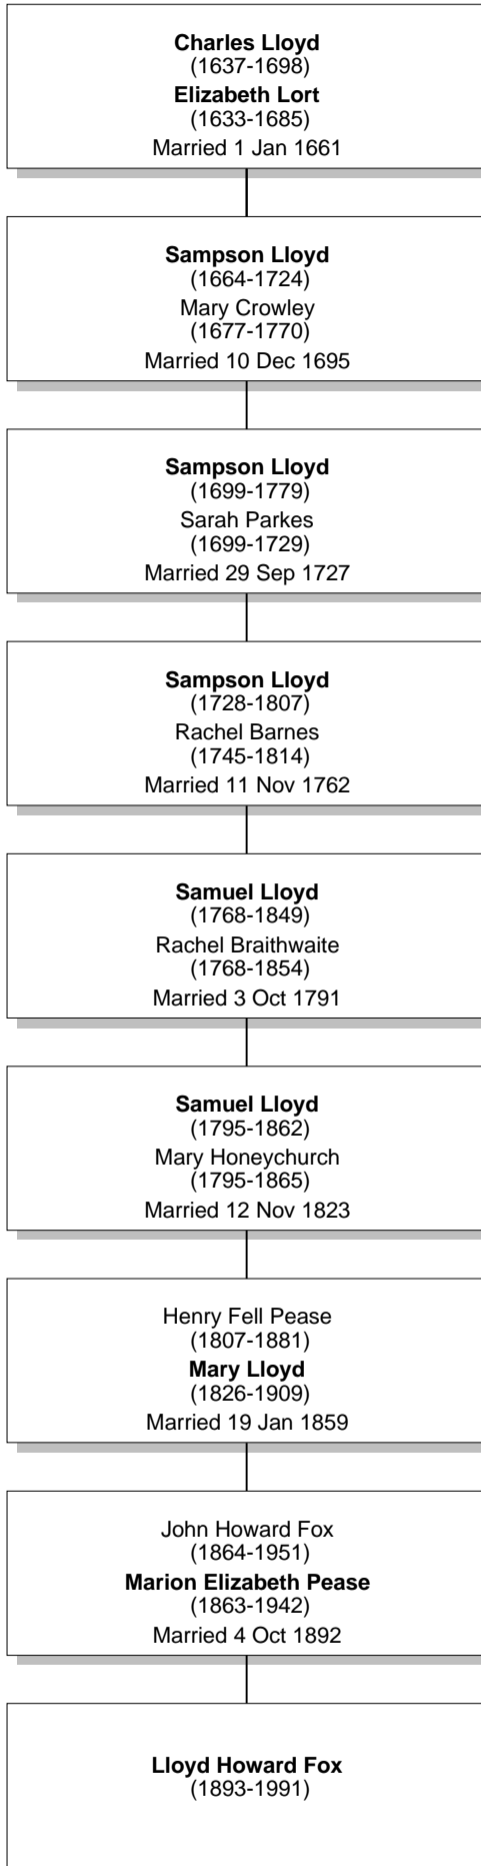 Charles Lloyd
(1637-1698)
Elizabeth Lort
(1633-1685)
Married 1 Jan 1661
Sampson Lloyd
(1664-1724)
Mary Crowley
(1677-1770)
Married 10 Dec 1695
Sampson Lloyd
(1699-1779)
Sarah Parkes
(1699-1729)
Married 29 Sep 1727
Sampson Lloyd
(1728-1807)
Rachel Barnes
(1745-1814)
Married 11 Nov 1762
Samuel Lloyd
(1768-1849)
Rachel Braithwaite
(1768-1854)
Married 3 Oct 1791
Samuel Lloyd
(1795-1862)
Mary Honeychurch
(1795-1865)
Married 12 Nov 1823
Henry Fell Pease
(1807-1881)
Mary Lloyd
(1826-1909)
Married 19 Jan 1859
John Howard Fox
(1864-1951)
Marion Elizabeth Pease
(1863-1942)
Married 4 Oct 1892
Lloyd Howard Fox
(1893-1991)